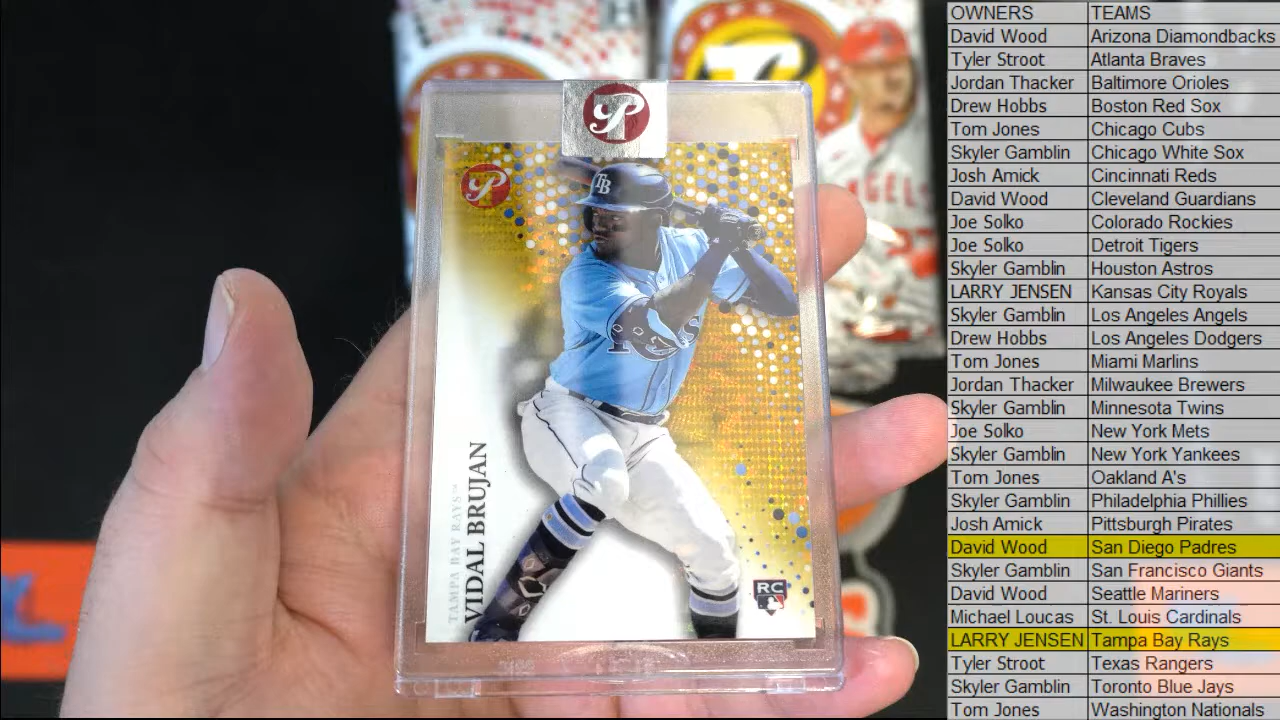 P
P
TB
TAMPA BAY RAYS™
VIDAL BRUJAN
RC
ANGELS
27
OWNERS TEAMS
David Wood Arizona Diamondbacks
Tyler Stroot Atlanta Braves
Jordan Thacker Baltimore Orioles
Drew Hobbs Boston Red Sox
Tom Jones Chicago Cubs
Skyler Gamblin Chicago White Sox
Josh Amick Cincinnati Reds
David Wood Cleveland Guardians
Joe Solko Colorado Rockies
Joe Solko Detroit Tigers
Skyler Gamblin Houston Astros
LARRY JENSEN Kansas City Royals
Skyler Gamblin Los Angeles Angels
Drew Hobbs Los Angeles Dodgers
Tom Jones Miami Marlins
Jordan Thacker Milwaukee Brewers
Skyler Gamblin Minnesota Twins
Joe Solko New York Mets
Skyler Gamblin New York Yankees
Tom Jones Oakland A's
Skyler Gamblin Philadelphia Phillies
Josh Amick Pittsburgh Pirates
David Wood San Diego Padres
Skyler Gamblin San Francisco Giants
David Wood Seattle Mariners
Michael Loucas St. Louis Cardinals
LARRY JENSEN Tampa Bay Rays
Tyler Stroot Texas Rangers
Skyler Gamblin Toronto Blue Jays
Tom Jones Washington Nationals